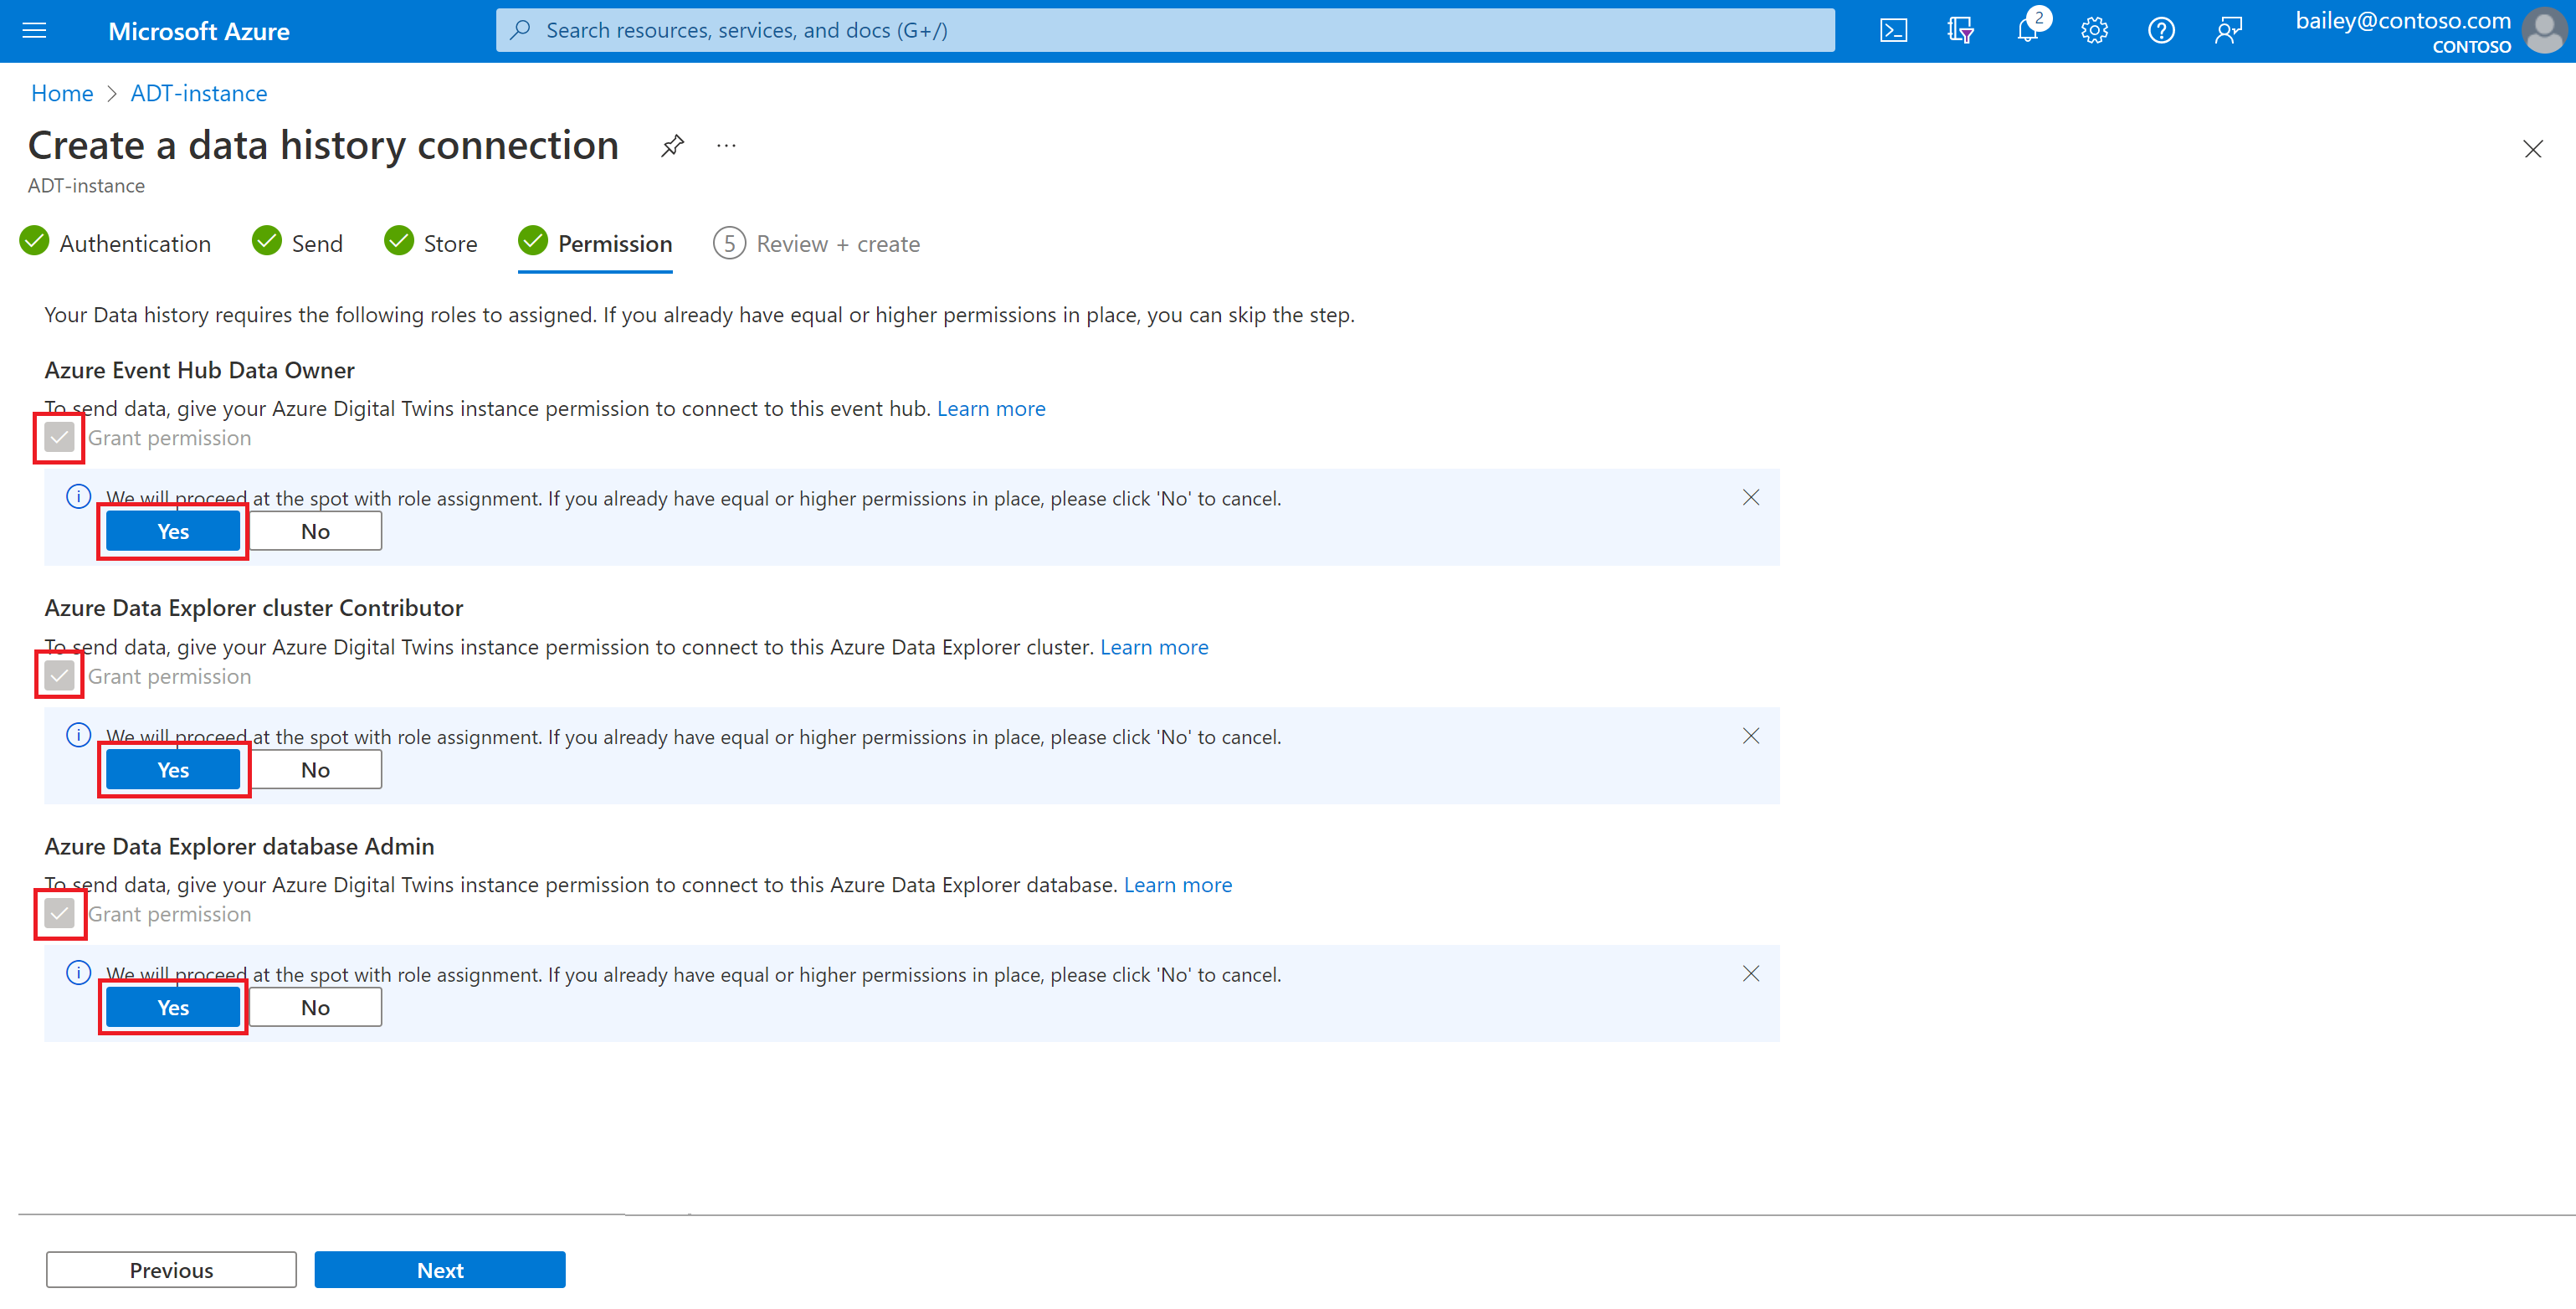 Microsoft Azure
Search resources, services, and docs (G+/)
2
bailey@contoso.com
CONTOSO
Home > ADT-instance
Create a data history connection
ADT-instance
Authentication
Send
Store
Permission
5 Review + create
Your Data history requires the following roles to assigned. If you already have equal or higher permissions in place, you can skip the step.
Azure Event Hub Data Owner
To send data, give your Azure Digital Twins instance permission to connect to this event hub. Learn more
Grant permission
We will proceed at the spot with role assignment. If you already have equal or higher permissions in place, please click 'No' to cancel.
Yes
No
Azure Data Explorer cluster Contributor
To send data, give your Azure Digital Twins instance permission to connect to this Azure Data Explorer cluster. Learn more
Grant permission
We will proceed at the spot with role assignment. If you already have equal or higher permissions in place, please click 'No' to cancel.
Yes
No
Azure Data Explorer database Admin
To send data, give your Azure Digital Twins instance permission to connect to this Azure Data Explorer database. Learn more
Grant permission
We will proceed at the spot with role assignment. If you already have equal or higher permissions in place, please click 'No' to cancel.
Yes
No
Previous
Next